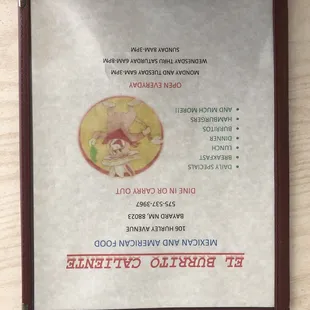 EL BURRITO CALIENTE
MEXICAN AND AMERICAN FOOD
106 HURLEY AVENUE
BAYARD NM, 88023
575-537-3967
DINE IN OR CARRY OUT
• DAILY SPECIALS
• BREAKFAST
• LUNCH
• DINNER
• BURRITOS
• HAMBURGERS
• AND MUCH MORE!!
OPEN EVERYDAY
MONDAY AND TUESDAY 6AM-3PM
WEDNESDAY THRU SATURDAY 6AM-8PM
SUNDAY 8AM-3PM